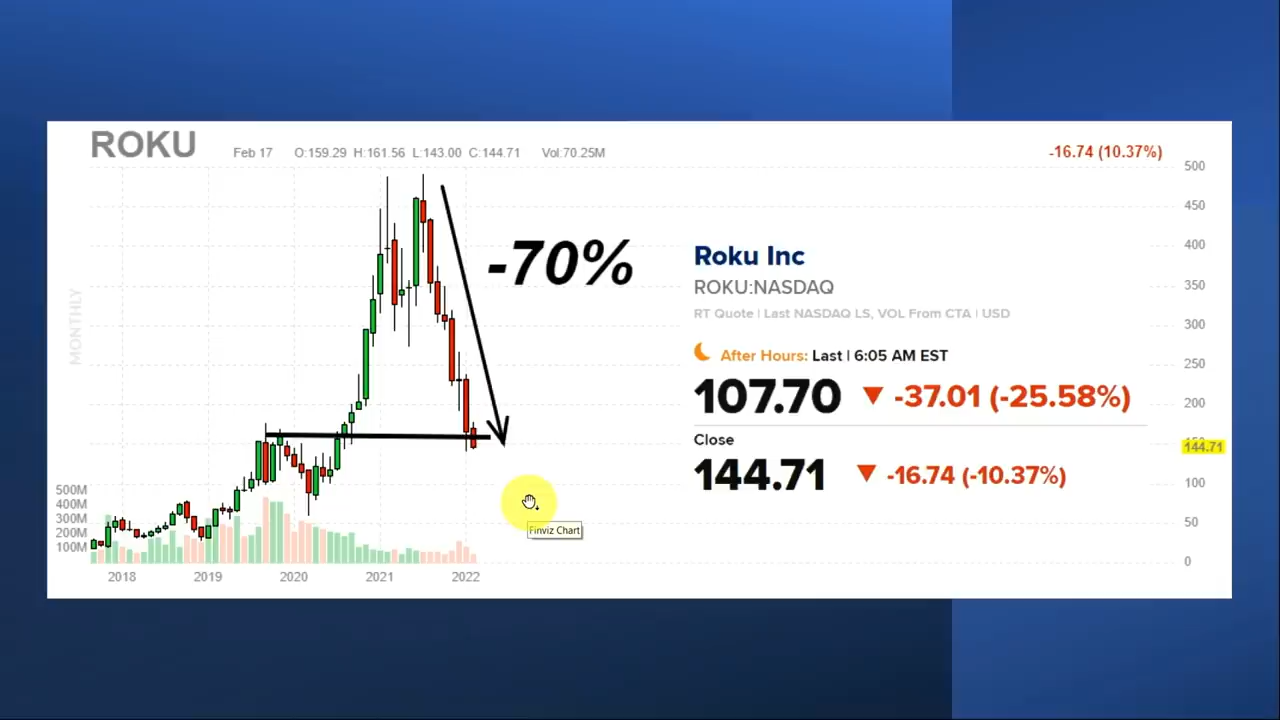 ROKU
Feb 17 O:159.29 H:161.56 L:143.00 C:144.71 Vol:70.25M
-16.74 (10.37%)
500
450
400
350
300
250
200
150
144.71
100
50
0
MONTHLY
-70%
Roku Inc
ROKU:NASDAQ
RT Quote | Last NASDAQ LS, VOL From CTA | USD
After Hours: Last | 6:05 AM EST
107.70 ▼ -37.01 (-25.58%)
Close
144.71 ▼ -16.74 (-10.37%)
500M
400M
300M
200M
100M
Finviz Chart
2018 2019 2020 2021 2022